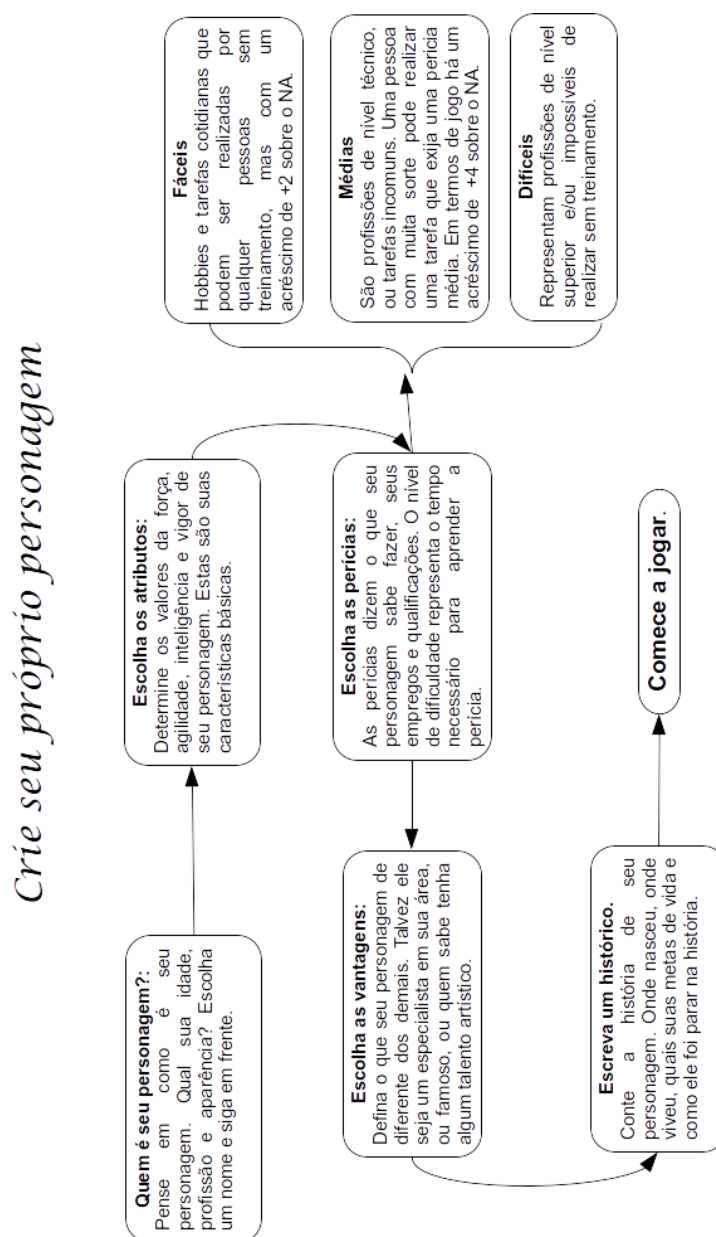 Crie seu próprio personagem
Quem é seu personagem?:
Pense em como é seu
personagem. Qual sua idade,
profissão e aparência? Escolha
um nome e siga em frente.
Escolha os atributos:
Determine os valores da força,
agilidade, inteligência e vigor de
seu personagem. Estas são suas
características básicas.
Escolha as perícias:
As perícias dizem o que seu
personagem sabe fazer, seus
empregos e qualificações. O nível
de dificuldade representa o tempo
necessário para aprender a
perícia.
Fáceis
Hobbies e tarefas cotidianas que
podem ser realizadas por
qualquer pessoas sem
treinamento, mas com um
acréscimo de +2 sobre o NA.
Médias
São profissões de nível técnico,
ou tarefas incomuns. Uma pessoa
com muita sorte pode realizar
uma tarefa que exija uma perícia
média. Em termos de jogo há um
acréscimo de +4 sobre o NA.
Difíceis
Representam profissões de nível
superior e/ou impossíveis de
realizar sem treinamento.
Escolha as vantagens:
Defina o que seu personagem de
diferente dos demais. Talvez ele
seja um especialista em sua área,
ou famoso, ou quem sabe tenha
algum talento artístico.
Escreva um histórico.
Conte a história de seu
personagem. Onde nasceu, onde
viveu, quais suas metas de vida e
como ele foi parar na história.
Comece a jogar.